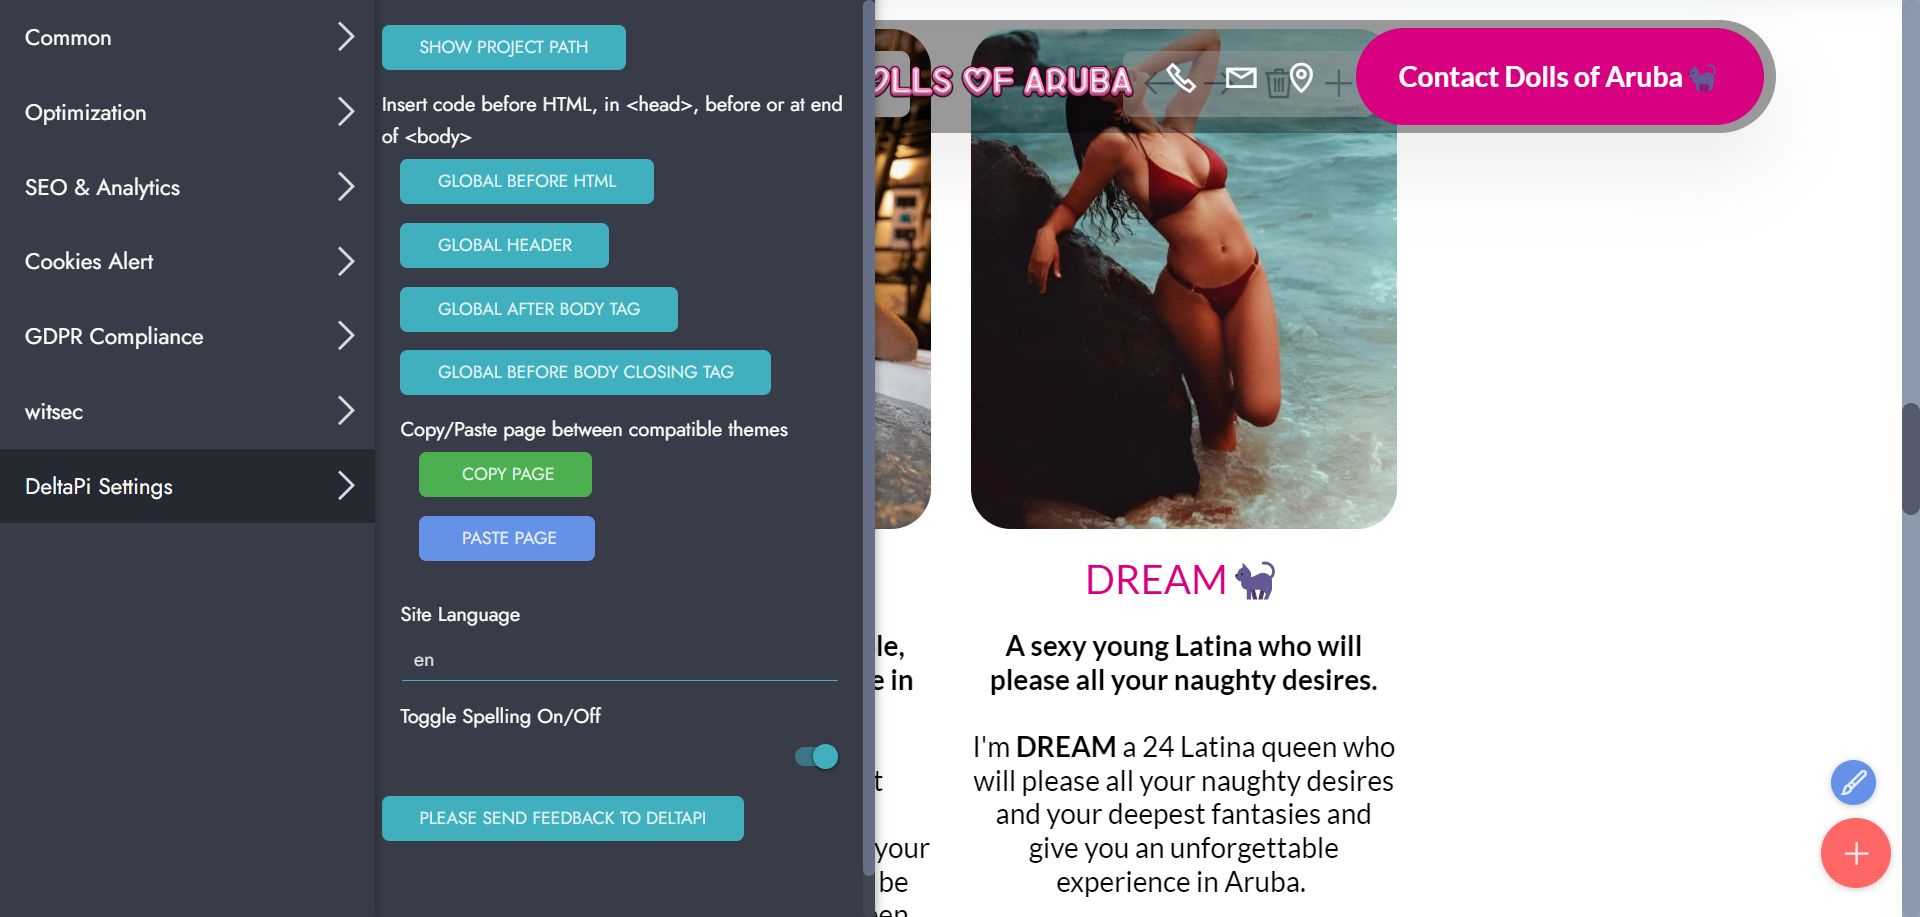 Common
Optimization
SEO & Analytics
Cookies Alert
GDPR Compliance
witsec
DeltaPi Settings
SHOW PROJECT PATH
Insert code before HTML, in <head>, before or at end
of <body>
GLOBAL BEFORE HTML
GLOBAL HEADER
GLOBAL AFTER BODY TAG
GLOBAL BEFORE BODY CLOSING TAG
Copy/Paste page between compatible themes
COPY PAGE
PASTE PAGE
Site Language
en
Toggle Spelling On/Off
PLEASE SEND FEEDBACK TO DELTAPI
OLLS OF ARUBA
Contact Dolls of Aruba
le,
e in
t
your
be
DREAM
A sexy young Latina who will
please all your naughty desires.
I'm DREAM a 24 Latina queen who
will please all your naughty desires
and your deepest fantasies and
give you an unforgettable
experience in Aruba.